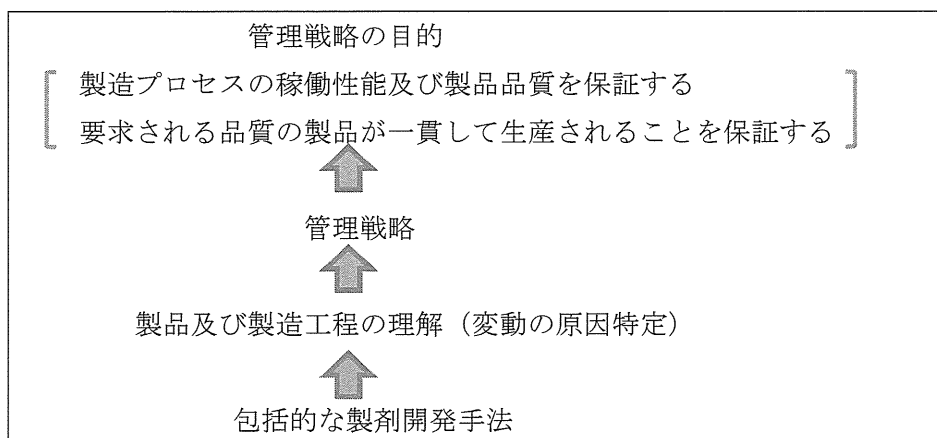 管理戦略の目的
製造プロセスの稼働性能及び製品品質を保証する
要求される品質の製品が一貫して生産されることを保証する
管理戦略
製品及び製造工程の理解（変動の原因特定）
包括的な製剤開発手法